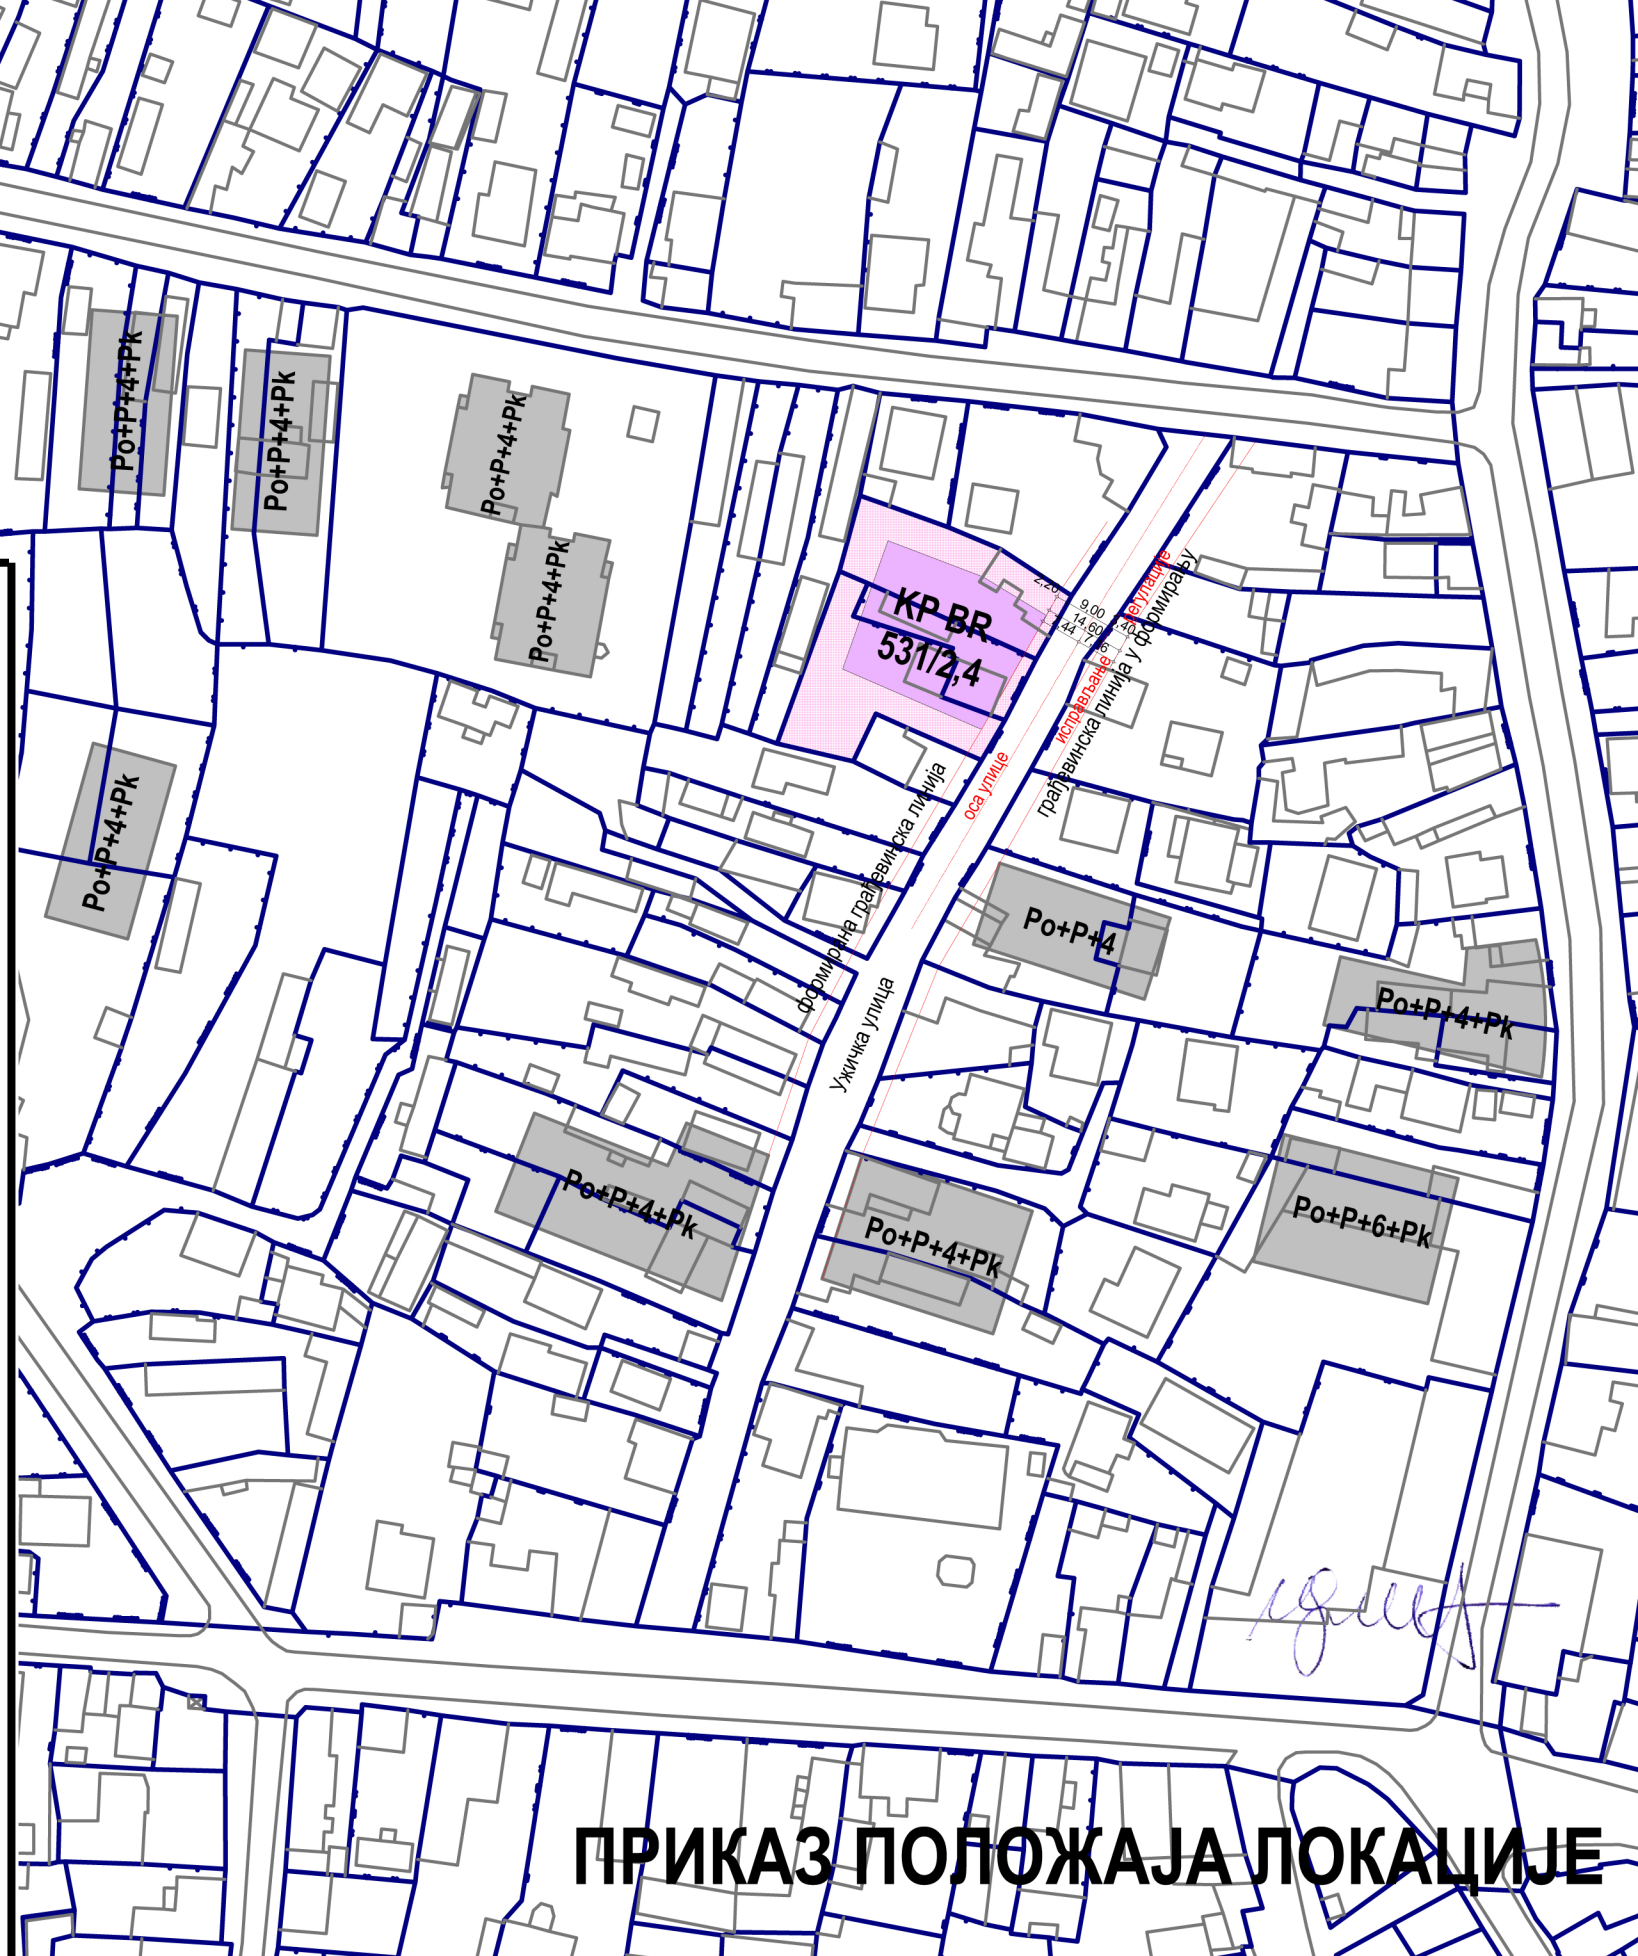 Po+P+4+Pk
Po+P+4+Pk
Po+P+4+Pk
Po+P+4+Pk
KP BR
531/2,4
2,20
9,00
14,60
7,16
регулације
исправљање
грађевинска линија у формирању
оса улице
формирана грађевинска линија
Ужичка улица
Po+P+4+Pk
Po+P+4
Po+P+4+Pk
Po+P+4+Pk
Po+P+4+Pk
Po+P+6+Pk
ПРИКАЗ ПОЛОЖАЈА ЛОКАЦИЈЕ